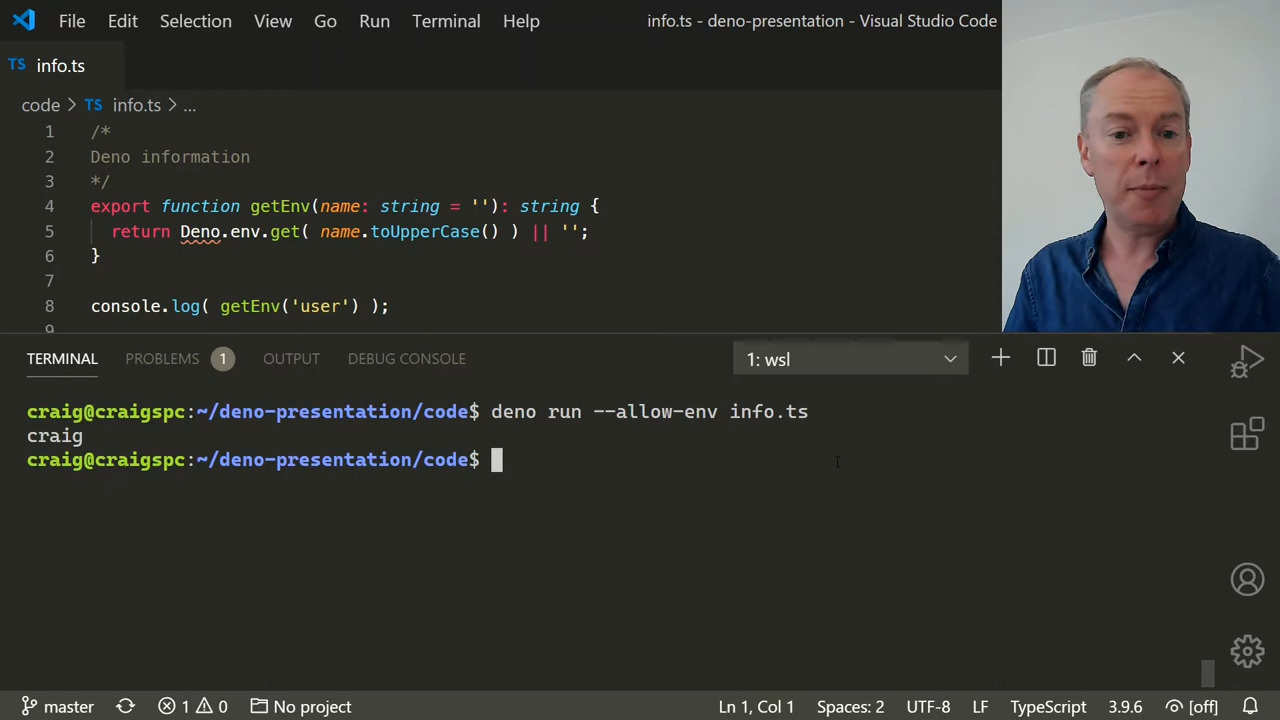 File Edit Selection View Go Run Terminal Help info.ts - deno-presentation - Visual Studio Code
TS info.ts
code > TS info.ts > ...
1 /*
2 Deno information
3 */
4 export function getEnv(name: string = ''): string {
5 return Deno.env.get( name.toUpperCase() ) || '';
6 }
7
8 console.log( getEnv('user') );
9
TERMINAL PROBLEMS 1 OUTPUT DEBUG CONSOLE 1: wsl
craig@craigspc:~/deno-presentation/code$ deno run --allow-env info.ts
craig
craig@craigspc:~/deno-presentation/code$
master 1 0 No project Ln 1, Col 1 Spaces: 2 UTF-8 LF TypeScript 3.9.6 [off]